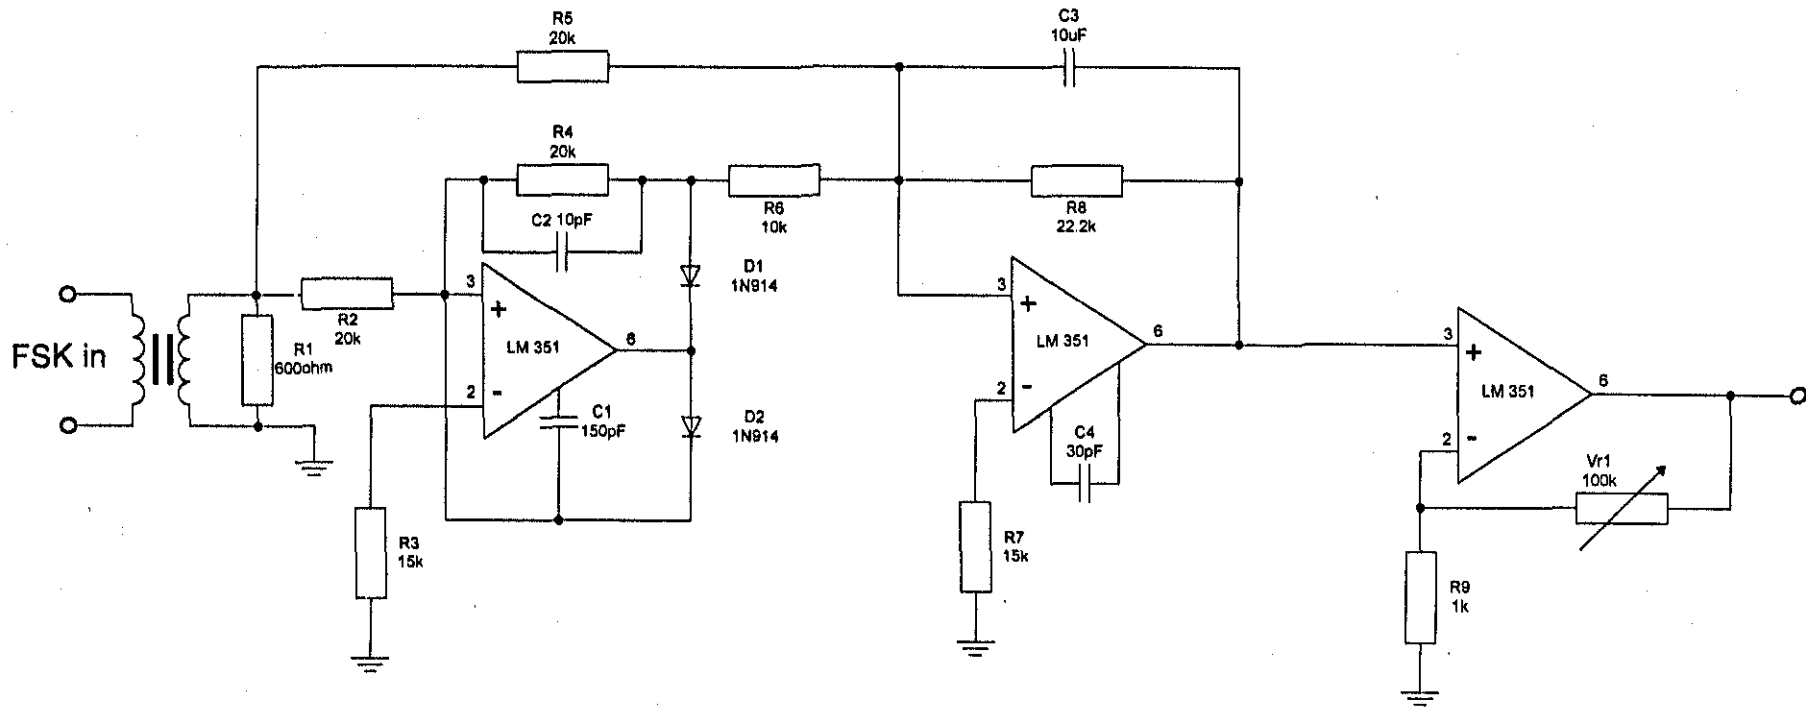 R5
20k
C3
10uF
R4
20k
C2 10pF
R6
10k
R8
22.2k
D1
1N914
3
+
R2
20k
LM 351
6
FSK in
R1
600ohm
2
-
C1
150pF
D2
1N914
3
+
LM 351
6
2
-
C4
30pF
3
+
LM 351
6
2
-
Vr1
100k
R3
15k
R7
15k
R9
1k